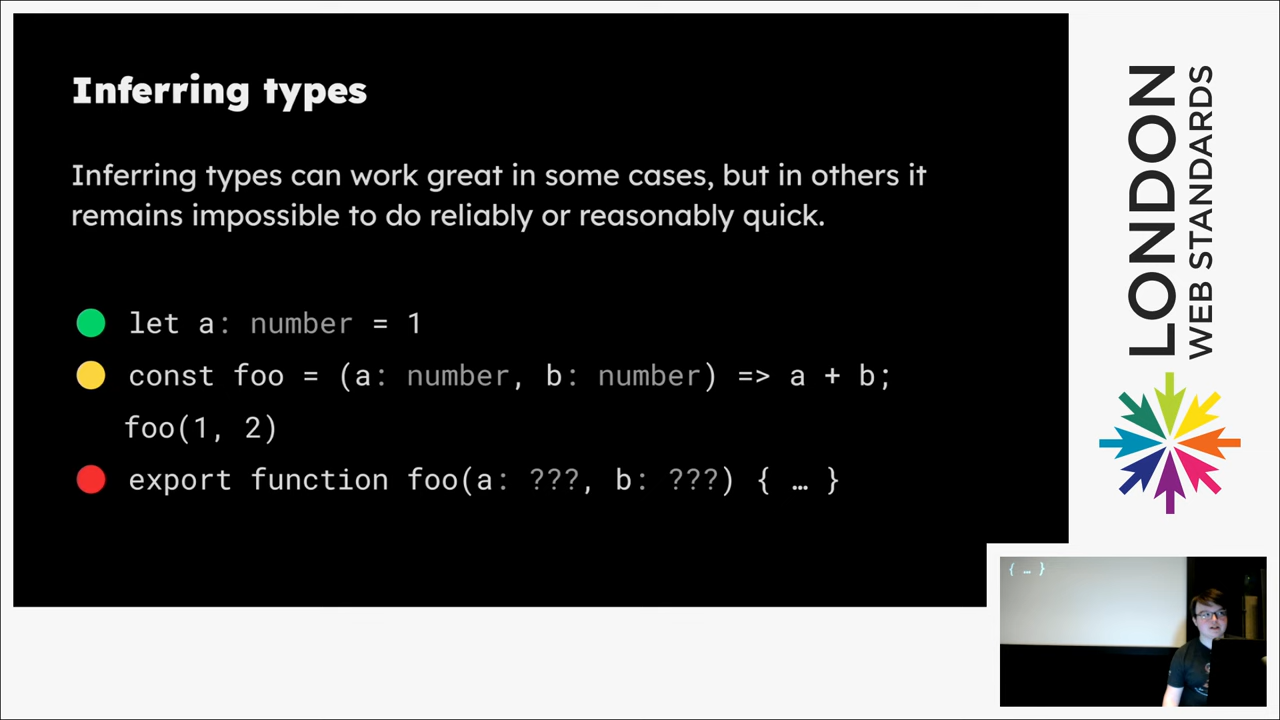 Inferring types
Inferring types can work great in some cases, but in others it
remains impossible to do reliably or reasonably quick.
let a: number = 1
const foo = (a: number, b: number) => a + b;
foo(1, 2)
export function foo(a: ???, b: ???) { … }
LONDON
WEB STANDARDS
{ … }